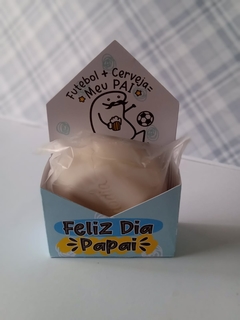 Futebol + Cerveja=
Meu PAI
Feliz Dia
Papai